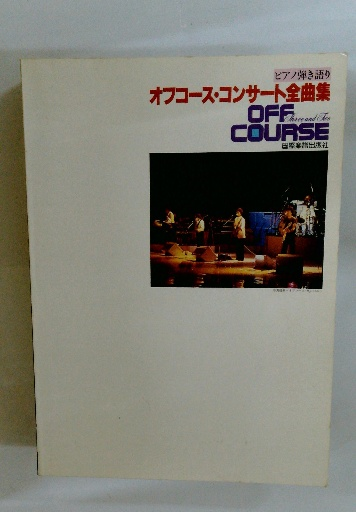 ピアノ弾き語り
オフコース・コンサート全曲集
OFF
Three and Two
COURSE
国際楽譜出版社